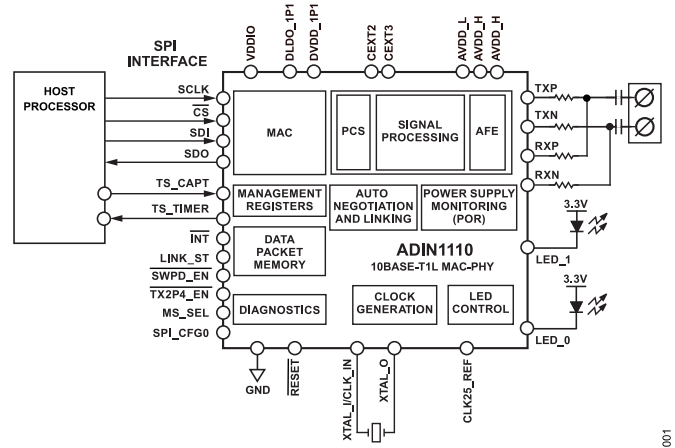 SPI
INTERFACE
VDDIO
DLDO_1P1
DVDD_1P1
CEXT2
CEXT3
AVDD_L
AVDD_H
AVDD_H
HOST
PROCESSOR
SCLK
CS
SDI
SDO
TS_CAPT
TS_TIMER
INT
LINK_ST
SWPD_EN
TX2P4_EN
MS_SEL
SPI_CFG0
MAC
PCS
SIGNAL
PROCESSING
AFE
MANAGEMENT
REGISTERS
AUTO
NEGOTIATION
AND LINKING
POWER SUPPLY
MONITORING
(POR)
DATA
PACKET
MEMORY
ADIN1110
10BASE-T1L MAC-PHY
DIAGNOSTICS
CLOCK
GENERATION
LED
CONTROL
TXP
TXN
RXP
RXN
3.3V
LED_1
3.3V
LED_0
GND
RESET
XTAL_I/CLK_IN
XTAL_O
CLK25_REF
001